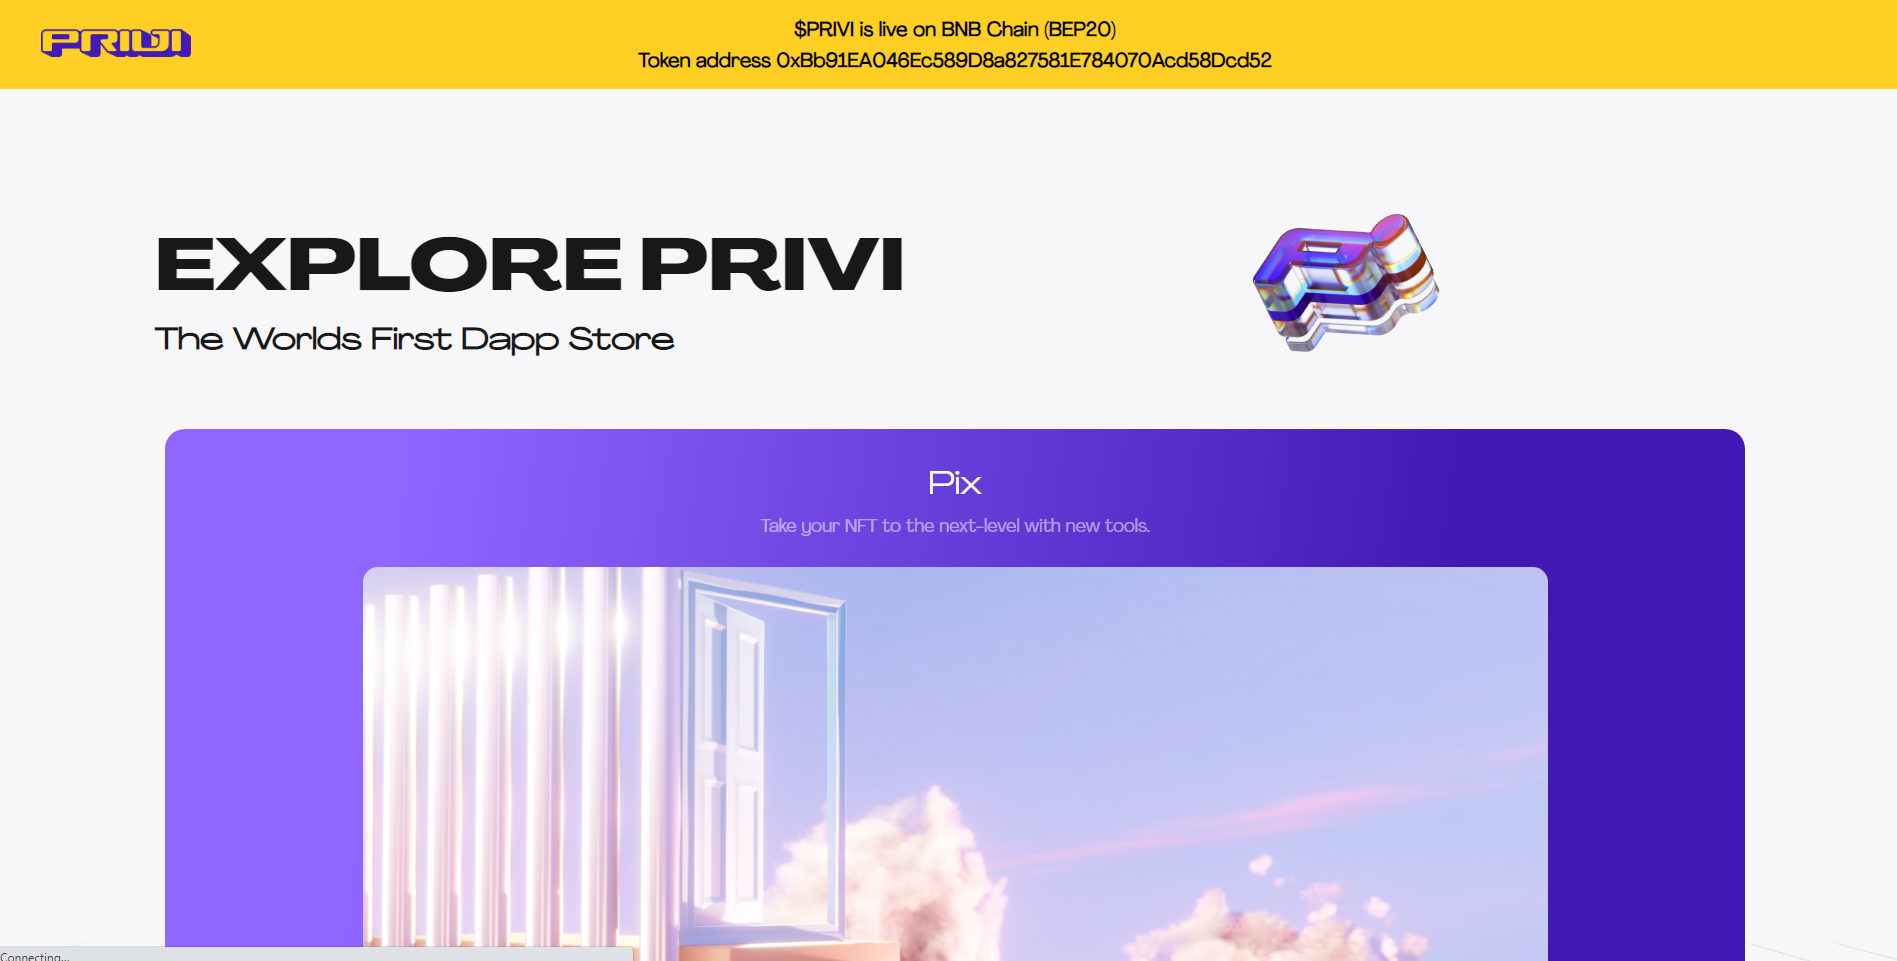 PRIVI
$PRIVI is live on BNB Chain (BEP20)
Token address 0xBb91EA046Ec589D8a827581E784070Acd58Dcd52
EXPLORE PRIVI
The Worlds First Dapp Store
Pix
Take your NFT to the next-level with new tools.
Connecting...